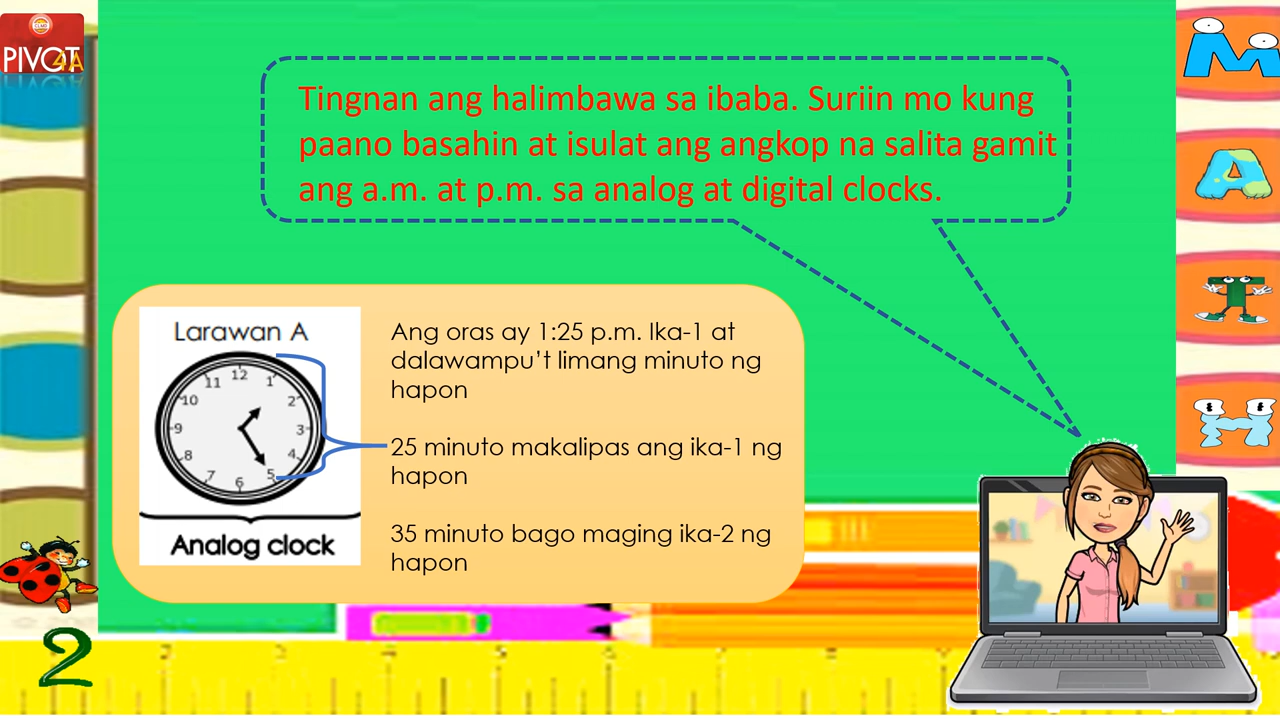 PIVOT
4A
Tingnan ang halimbawa sa ibaba. Suriin mo kung
paano basahin at isulat ang angkop na salita gamit
ang a.m. at p.m. sa analog at digital clocks.
M
A
T
H
Larawan A
12
1
2
3
4
5
6
7
8
9
10
11
Analog clock
Ang oras ay 1:25 p.m. Ika-1 at
dalawampu’t limang minuto ng
hapon
25 minuto makalipas ang ika-1 ng
hapon
35 minuto bago maging ika-2 ng
hapon
2